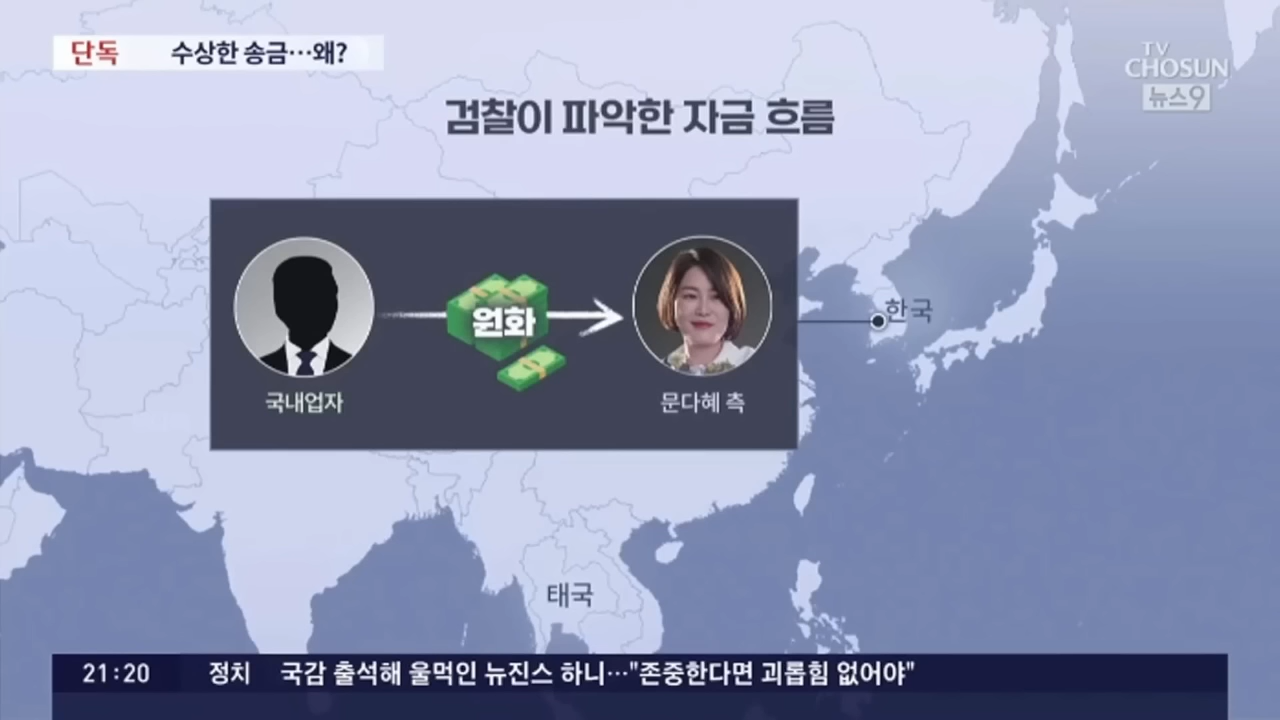 단독 수상한 송금…왜?
TV
CHOSUN
뉴스9
검찰이 파악한 자금 흐름
원화
국내업자
문다혜 측
한국
태국
21:20 정치 국감 출석해 울먹인 뉴진스 하니…"존중한다면 괴롭힘 없어야"